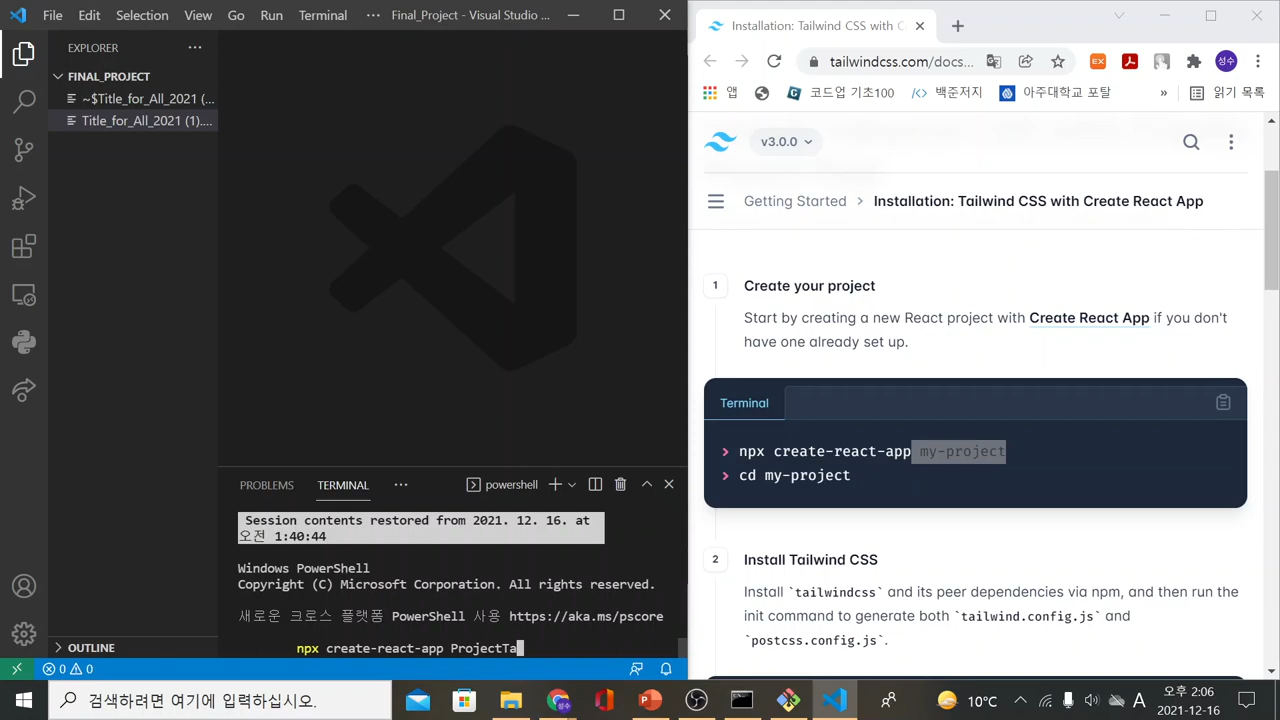 File Edit Selection View Go Run Terminal ··· Final_Project - Visual Studio ...
EXPLORER ···
FINAL_PROJECT
~$Title_for_All_2021 (...
Title_for_All_2021 (1)....
OUTLINE
PROBLEMS TERMINAL ··· powershell
Session contents restored from 2021. 12. 16. at
오전 1:40:44
Windows PowerShell
Copyright (C) Microsoft Corporation. All rights reserved.
새로운 크로스 플랫폼 PowerShell 사용 https://aka.ms/pscore
npx create-react-app ProjectTa
0 0
Installation: Tailwind CSS with C
tailwindcss.com/docs...
EX
성수
앱 코드업 기초100 백준저지 아주대학교 포탈 » 읽기 목록
v3.0.0
Getting Started > Installation: Tailwind CSS with Create React App
1 Create your project
Start by creating a new React project with Create React App if you don't
have one already set up.
Terminal
> npx create-react-app my-project
> cd my-project
2 Install Tailwind CSS
Install `tailwindcss` and its peer dependencies via npm, and then run the
init command to generate both `tailwind.config.js` and
`postcss.config.js`.
검색하려면 여기에 입력하십시오.
성수
10°C
A
오후 2:06
2021-12-16